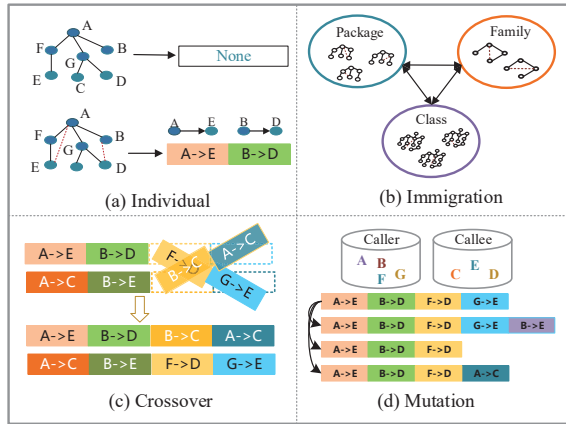 A
F
B
G
E
C
D
None
A
F
B
G
E
D
A E B D
A->E B->D
(a) Individual
Package
Family
Class
(b) Immigration
A->E B->D F->D A->C
A->C B->E B->C G->E
A->E B->D B->C A->C
A->C B->E F->D G->E
(c) Crossover
Caller Callee
A B F G
C E D
A->E B->D F->D G->E
A->E B->D F->D G->E B->E
A->E B->D F->D
A->E B->D F->D A->C
(d) Mutation